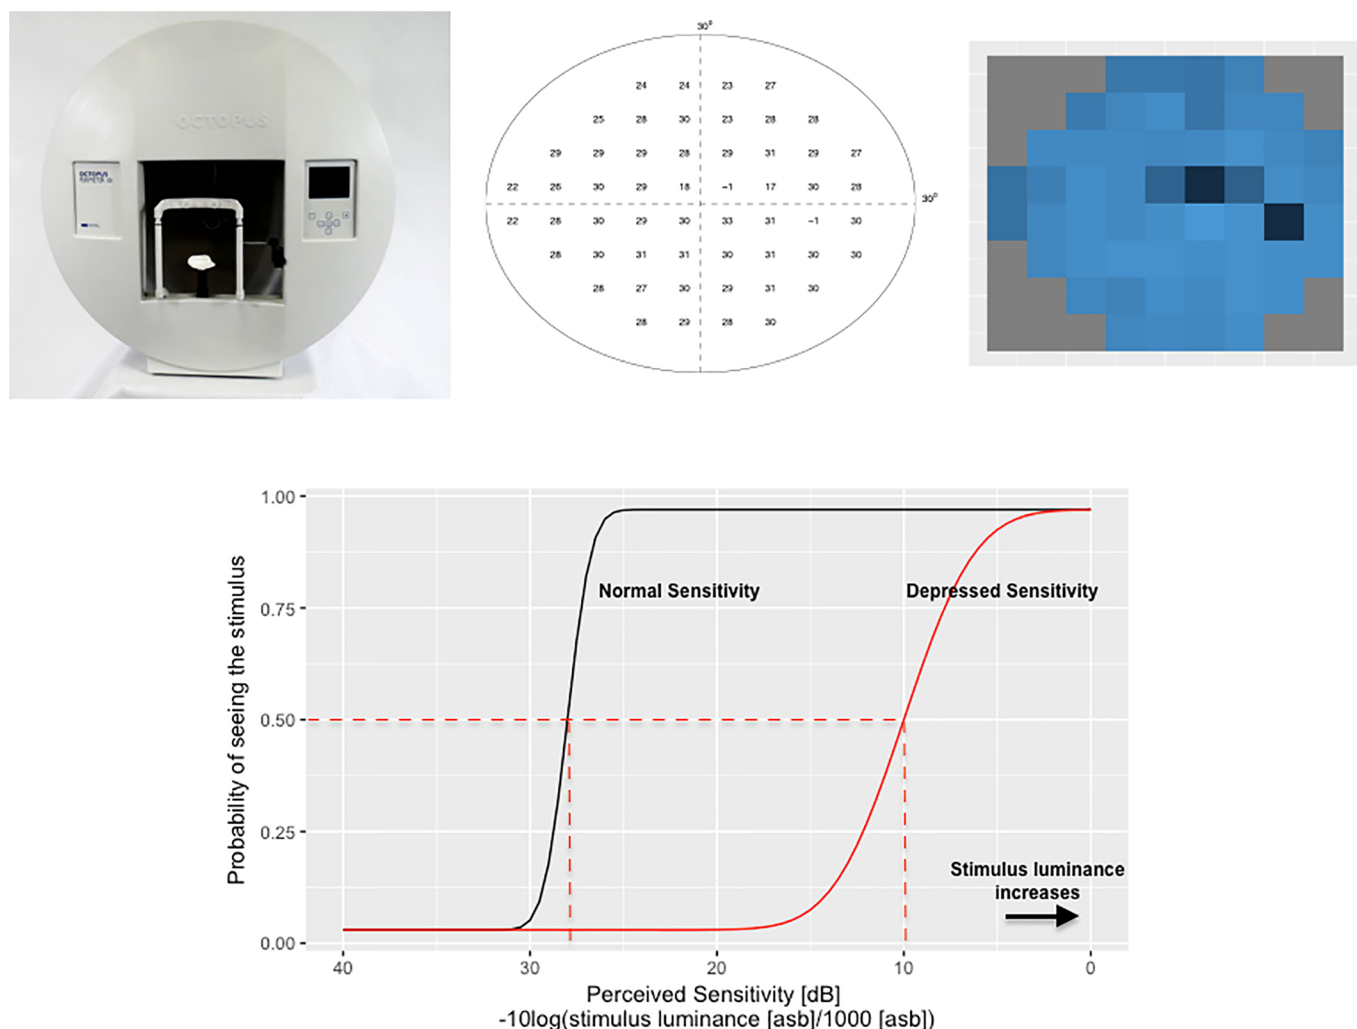 OCTOPUS
OCTOPUS
30⁰
24 24 23 27
25 28 30 23 28 28
29 29 29 28 29 31 29 27
22 26 30 29 18 −1 17 30 28
30⁰
22 28 30 29 30 33 31 −1 30
28 30 31 31 30 31 30 30
28 27 30 29 31 30
28 29 28 30
1.00
0.75
0.50
0.25
0.00
Probability of seeing the stimulus
Normal Sensitivity
Depressed Sensitivity
Stimulus luminance
increases
40 30 20 10 0
Perceived Sensitivity [dB]
-10log(stimulus luminance [asb]/1000 [asb])